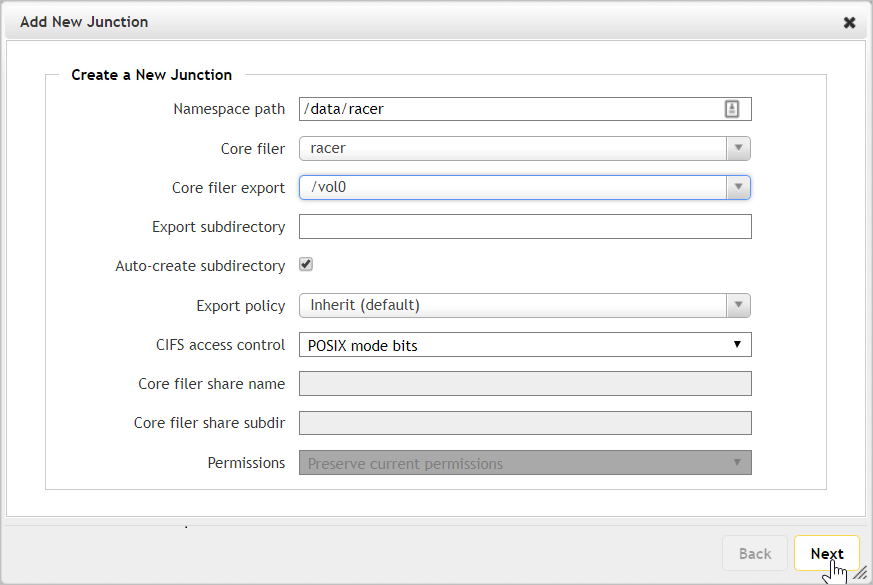 Add New Junction
Create a New Junction
Namespace path /data/racer
Core filer racer
Core filer export /vol0
Export subdirectory
Auto-create subdirectory
Export policy Inherit (default)
CIFS access control POSIX mode bits
Core filer share name
Core filer share subdir
Permissions Preserve current permissions
Back Next